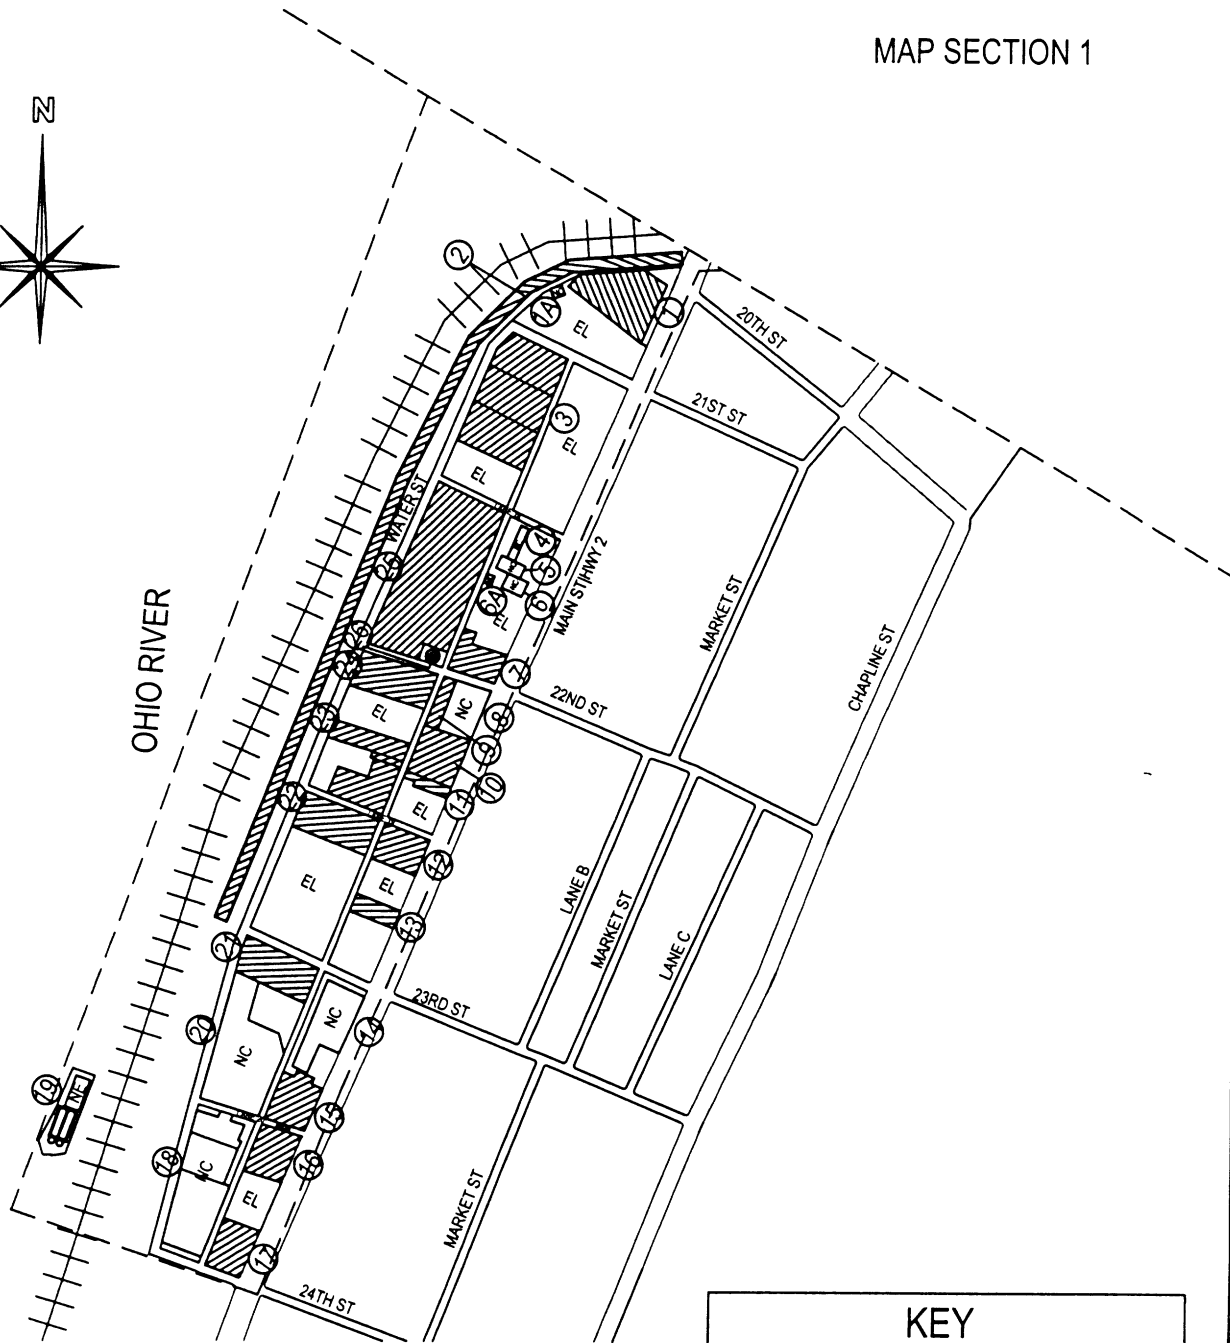 MAP SECTION 1
N
2
1A
EL
1
20TH ST
3
EL
21ST ST
EL
WATER ST
4
5
6
6A
EL
26
MAIN ST/HWY 2
MARKET ST
CHAPLINE ST
OHIO RIVER
7
22ND ST
EL
NC
8
23
9
10
11
EL
22
12
EL
EL
13
LANE B
MARKET ST
LANE C
21
23RD ST
NC
14
20
NC
19
NF
15
18
NC
16
EL
MARKET ST
17
24TH ST
KEY